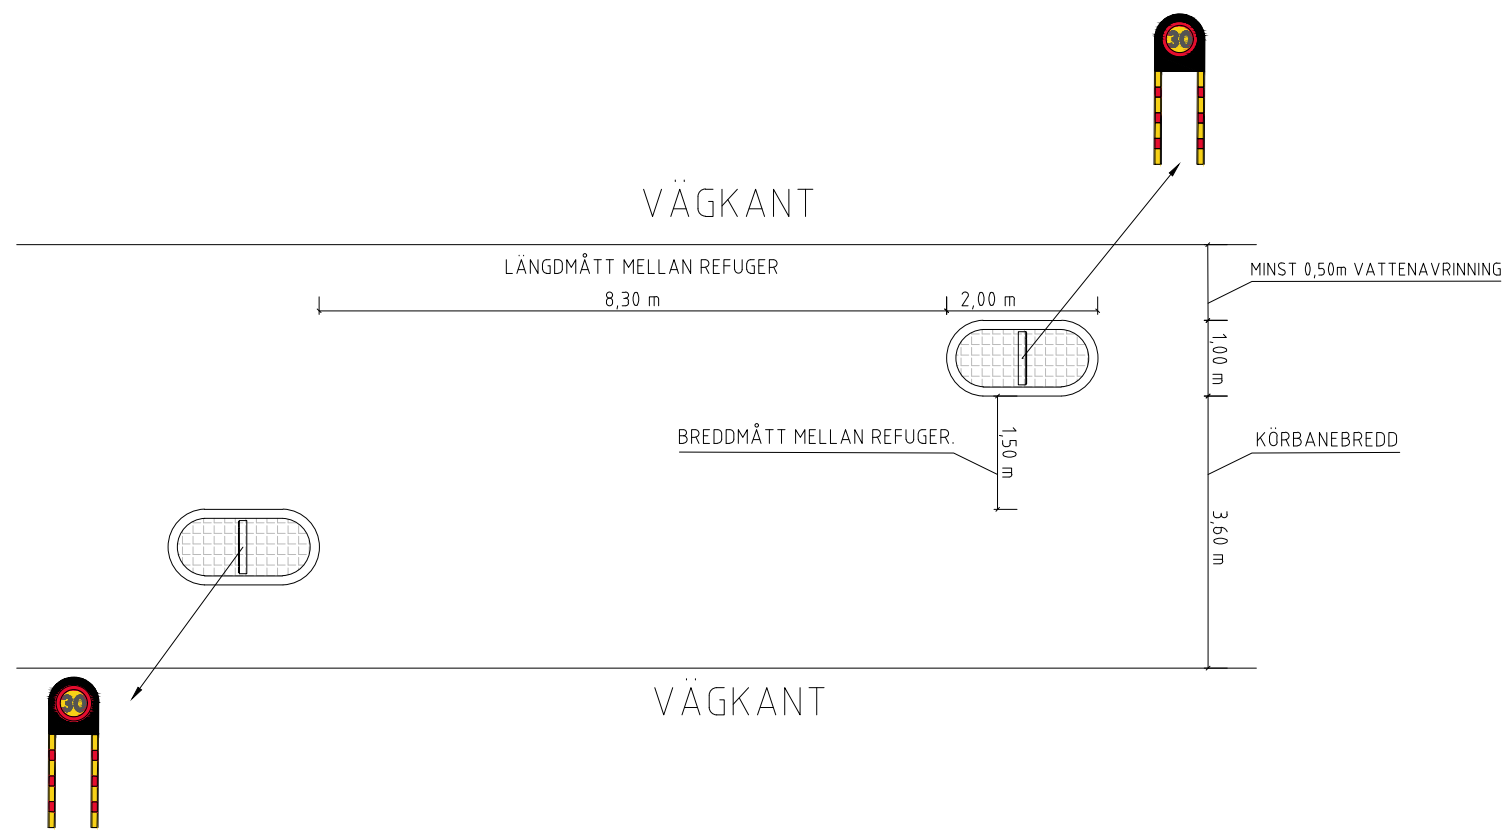 30
VÄGKANT
LÄNGDMÅTT MELLAN REFUGER
MINST 0,50m VATTENAVRINNING
8,30 m
2,00 m
1,00 m
BREDDMÅTT MELLAN REFUGER.
1,50 m
KÖRBANEBREDD
3,60 m
VÄGKANT
30